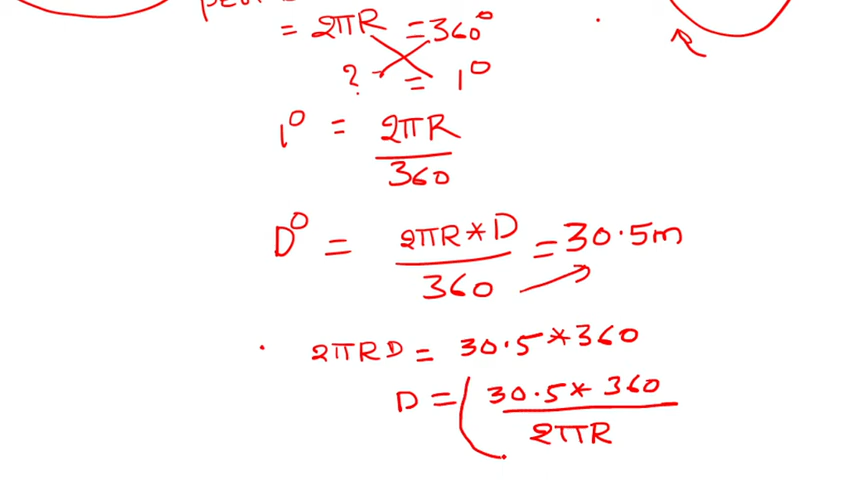 = 2πR = 360°
? = 1°
R
1° = 2πR / 360
D° = 2πR * D / 360 = 30.5m
2πRD = 30.5 * 360
D = ( 30.5 * 360 / 2πR